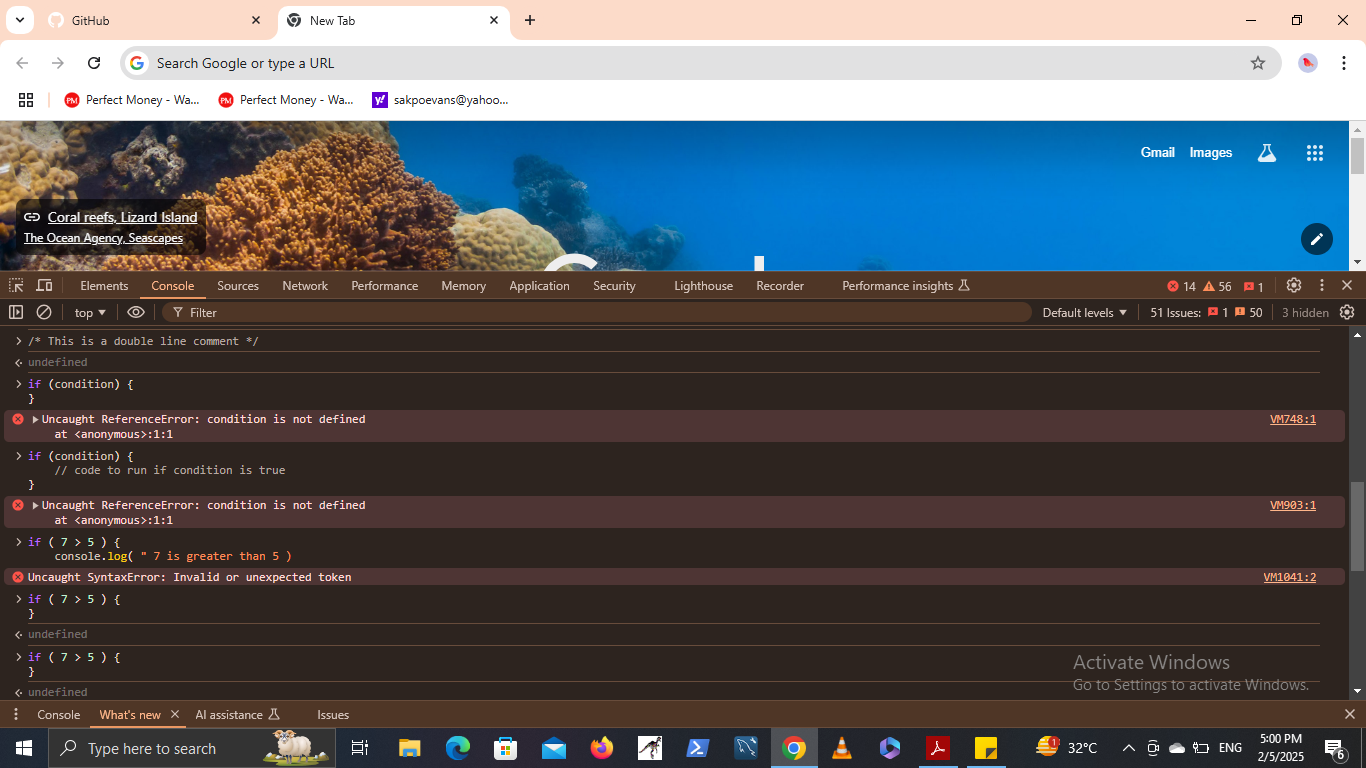 GitHub
New Tab
Search Google or type a URL
Perfect Money - Wa...
Perfect Money - Wa...
sakpoevans@yahoo...
Gmail
Images
Coral reefs, Lizard Island
The Ocean Agency, Seascapes
Elements
Console
Sources
Network
Performance
Memory
Application
Security
Lighthouse
Recorder
Performance insights
14
56
1
top
Filter
Default levels
51 Issues:
1
50
3 hidden
/* This is a double line comment */
undefined
if (condition) {
}
Uncaught ReferenceError: condition is not defined
VM748:1
at <anonymous>:1:1
if (condition) {
// code to run if condition is true
}
Uncaught ReferenceError: condition is not defined
VM903:1
at <anonymous>:1:1
if ( 7 > 5 ) {
console.log( " 7 is greater than 5 )
Uncaught SyntaxError: Invalid or unexpected token
VM1041:2
if ( 7 > 5 ) {
}
undefined
if ( 7 > 5 ) {
}
undefined
Activate Windows
Go to Settings to activate Windows.
Console
What's new
AI assistance
Issues
Type here to search
1
32°C
ENG
5:00 PM
2/5/2025
6